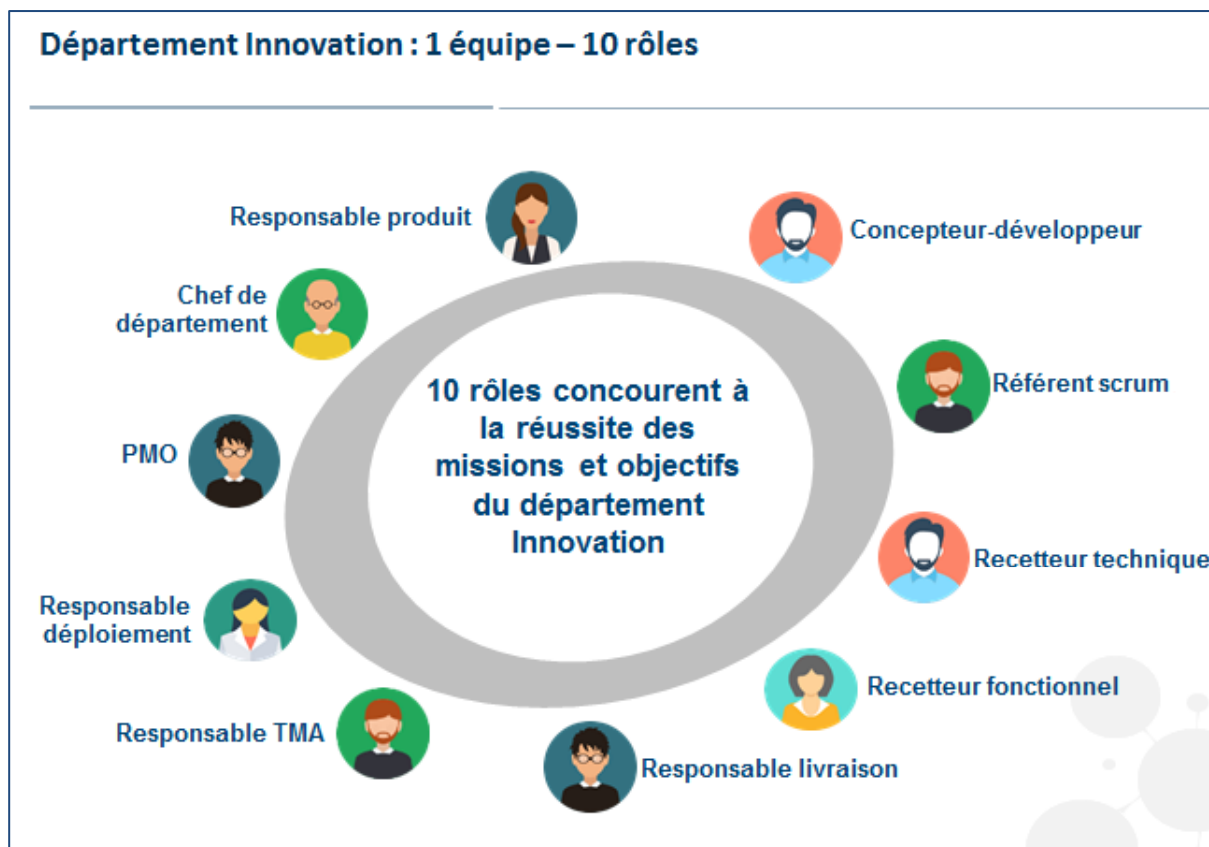 Département Innovation : 1 équipe – 10 rôles
Responsable produit
Concepteur-développeur
Chef de
département
Référent scrum
10 rôles concourent à
la réussite des
missions et objectifs
du département
Innovation
PMO
Recetteur technique
Responsable
déploiement
Recetteur fonctionnel
Responsable TMA
Responsable livraison